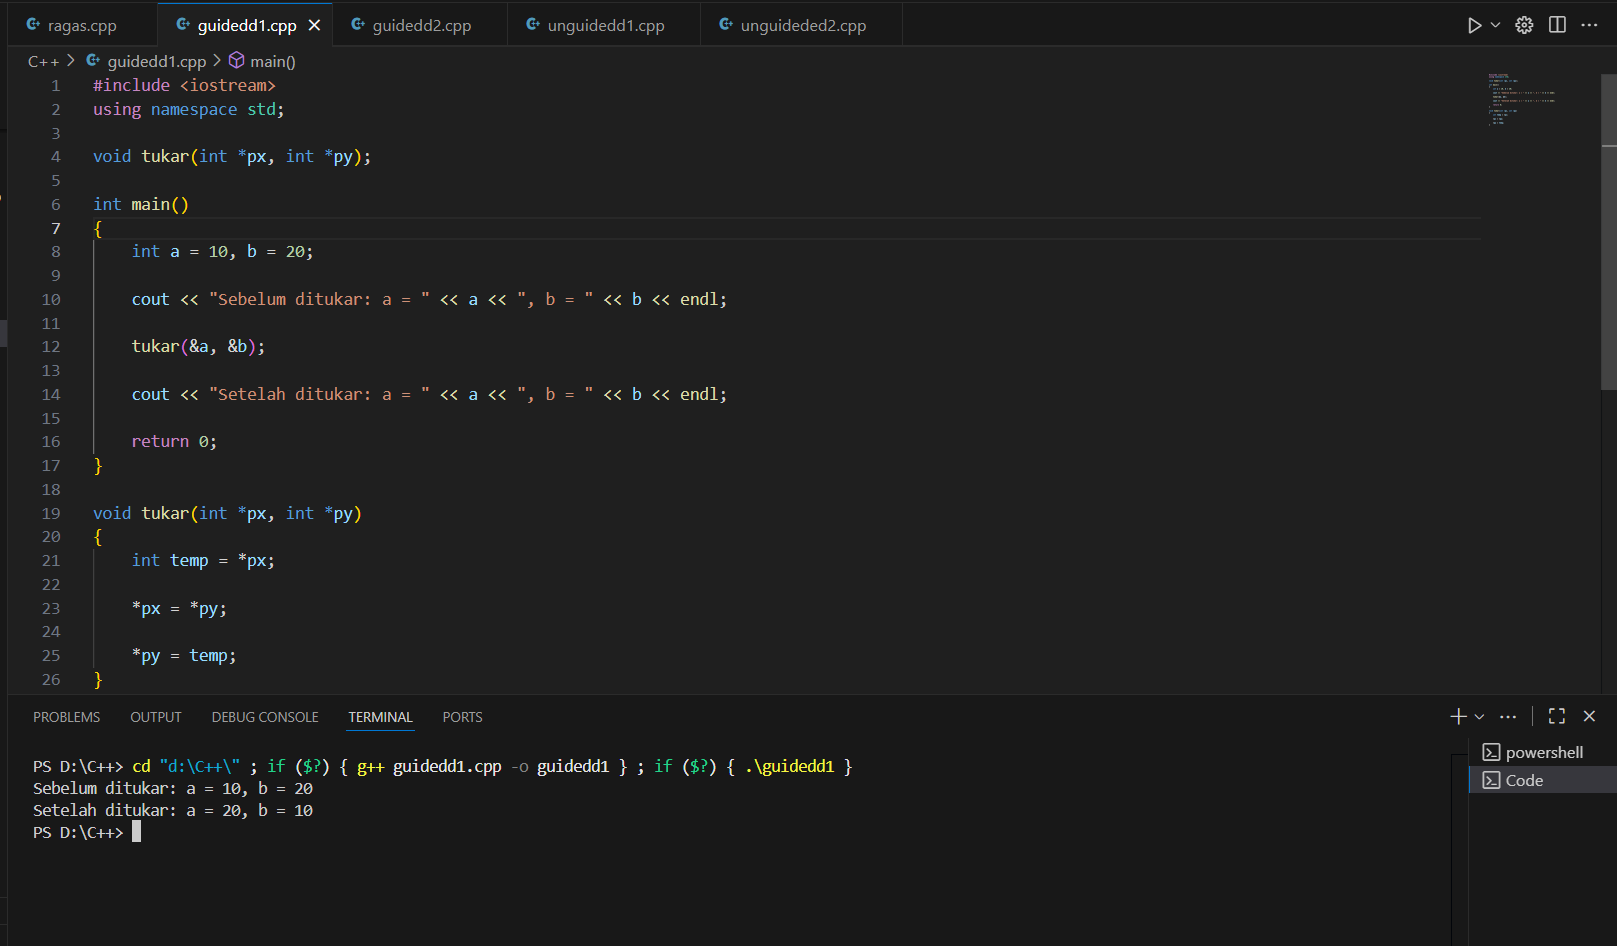 ragas.cpp guidedd1.cpp guidedd2.cpp unguidedd1.cpp unguideded2.cpp
C++ > guidedd1.cpp > main()
1 #include <iostream>
2 using namespace std;
3
4 void tukar(int *px, int *py);
5
6 int main()
7 {
8     int a = 10, b = 20;
9
10     cout << "Sebelum ditukar: a = " << a << ", b = " << b << endl;
11
12     tukar(&a, &b);
13
14     cout << "Setelah ditukar: a = " << a << ", b = " << b << endl;
15
16     return 0;
17 }
18
19 void tukar(int *px, int *py)
20 {
21     int temp = *px;
22
23     *px = *py;
24
25     *py = temp;
26 }
PROBLEMS OUTPUT DEBUG CONSOLE TERMINAL PORTS
PS D:\C++> cd "d:\C++\" ; if ($?) { g++ guidedd1.cpp -o guidedd1 } ; if ($?) { .\guidedd1 }
Sebelum ditukar: a = 10, b = 20
Setelah ditukar: a = 20, b = 10
PS D:\C++>
powershell
Code